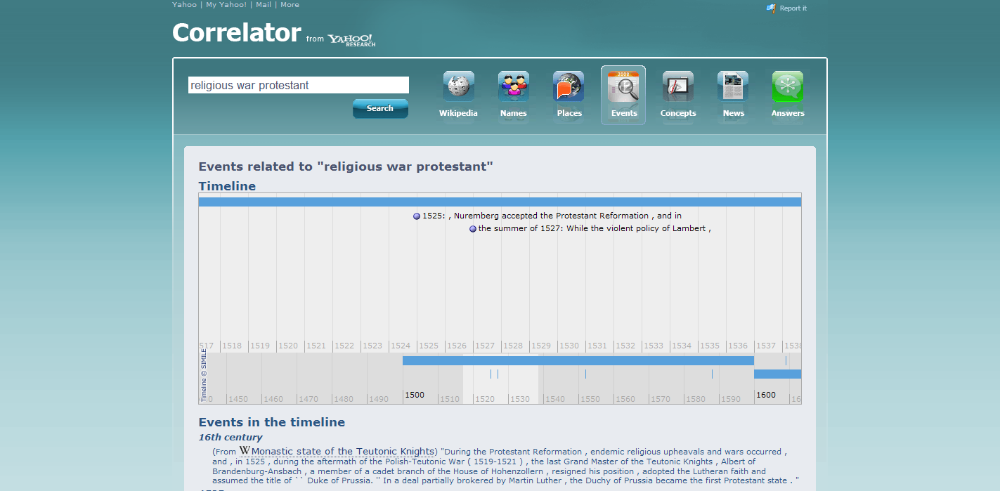 Yahoo | My Yahoo! | Mail | More
Report it
Correlator from YAHOO! RESEARCH
religious war protestant
Search
2008
Wikipedia Names Places Events Concepts News Answers
Events related to "religious war protestant"
Timeline
1525: , Nuremberg accepted the Protestant Reformation , and in
the summer of 1527: While the violent policy of Lambert ,
517 1518 1519 1520 1521 1522 1523 1524 1525 1526 1527 1528 1529 1530 1531 1532 1533 1534 1535 1536 1537 1538
Timeline © SIMILE
1450 1460 1470 1480 1490 1500 1510 1520 1530 1540 1550 1560 1570 1580 1590 1600 16
Events in the timeline
16th century
(From W Monastic state of the Teutonic Knights) "During the Protestant Reformation , endemic religious upheavals and wars occurred ,
and , in 1525 , during the aftermath of the Polish-Teutonic War ( 1519-1521 ) , the last Grand Master of the Teutonic Knights , Albert of
Brandenburg-Ansbach , a member of a cadet branch of the House of Hohenzollern , resigned his position , adopted the Lutheran faith and
assumed the title of `` Duke of Prussia. '' In a deal partially brokered by Martin Luther , the Duchy of Prussia became the first Protestant state . "